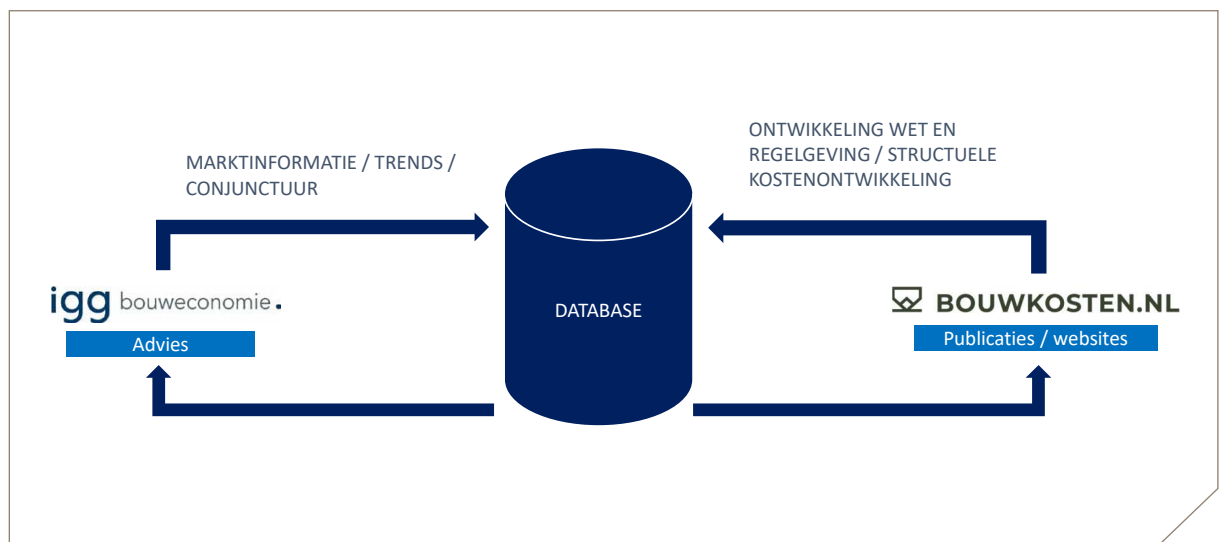 MARKTINFORMATIE / TRENDS /
CONJUNCTUUR
ONTWIKKELING WET EN
REGELGEVING / STRUCTUELE
KOSTENONTWIKKELING
igg bouweconomie.
Advies
DATABASE
BOUWKOSTEN.NL
Publicaties / websites